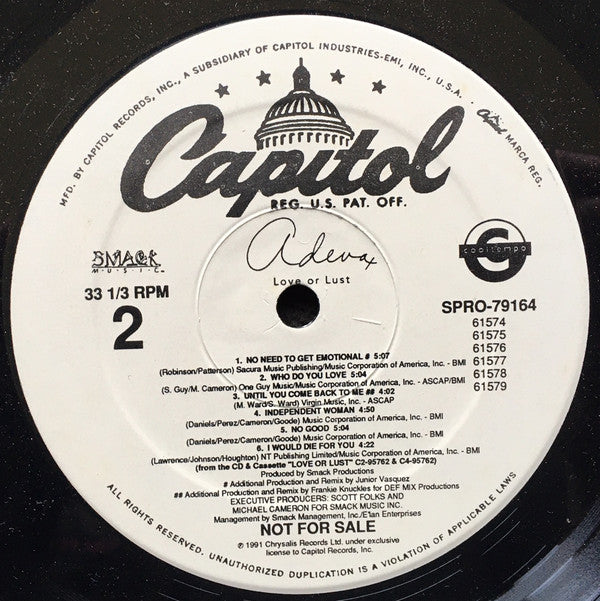 MFD. BY CAPITOL RECORDS, INC., A SUBSIDIARY OF CAPITOL INDUSTRIES-EMI, INC., U.S.A. · Capitol MARCA REG.
Capitol
REG. U.S. PAT. OFF.
SMACK
M·U·S·I·C
Adeva
Love or Lust
cooltempo
33 1/3 RPM
2
SPRO-79164
61574
61575
61576
61577
61578
61579
1. NO NEED TO GET EMOTIONAL # 5:07
(Robinson/Patterson) Sacura Music Publishing/Music Corporation of America, Inc. - BMI
2. WHO DO YOU LOVE 5:04
(S. Guy/M. Cameron) One Guy Music/Music Corporation of America, Inc. - ASCAP/BMI
3. UNTIL YOU COME BACK TO ME ## 4:02
(M. Ward/S. Ward) Virgin Music, Inc. - ASCAP
4. INDEPENDENT WOMAN 4:50
(Daniels/Perez/Cameron/Goode) Music Corporation of America, Inc. - BMI
5. NO GOOD 5:04
(Daniels/Perez/Cameron/Goode) Music Corporation of America, Inc. - BMI
6. I WOULD DIE FOR YOU 4:22
(Lawrence/Johnson/Houghton) NT Publishing Limited/Music Corporation of America, Inc. - BMI
(from the CD & Cassette "LOVE OR LUST" C2-95762 & C4-95762)
Produced by Smack Productions
# Additional Production and Remix by Junior Vasquez
## Additional Production and Remix by Frankie Knuckles for DEF MIX Productions
EXECUTIVE PRODUCERS: SCOTT FOLKS AND
MICHAEL CAMERON FOR SMACK MUSIC INC.
Management by Smack Management, Inc./E'lan Enterprises
NOT FOR SALE
℗ 1991 Chrysalis Records Ltd. under exclusive
license to Capitol Records, Inc.
ALL RIGHTS RESERVED. UNAUTHORIZED DUPLICATION IS A VIOLATION OF APPLICABLE LAWS